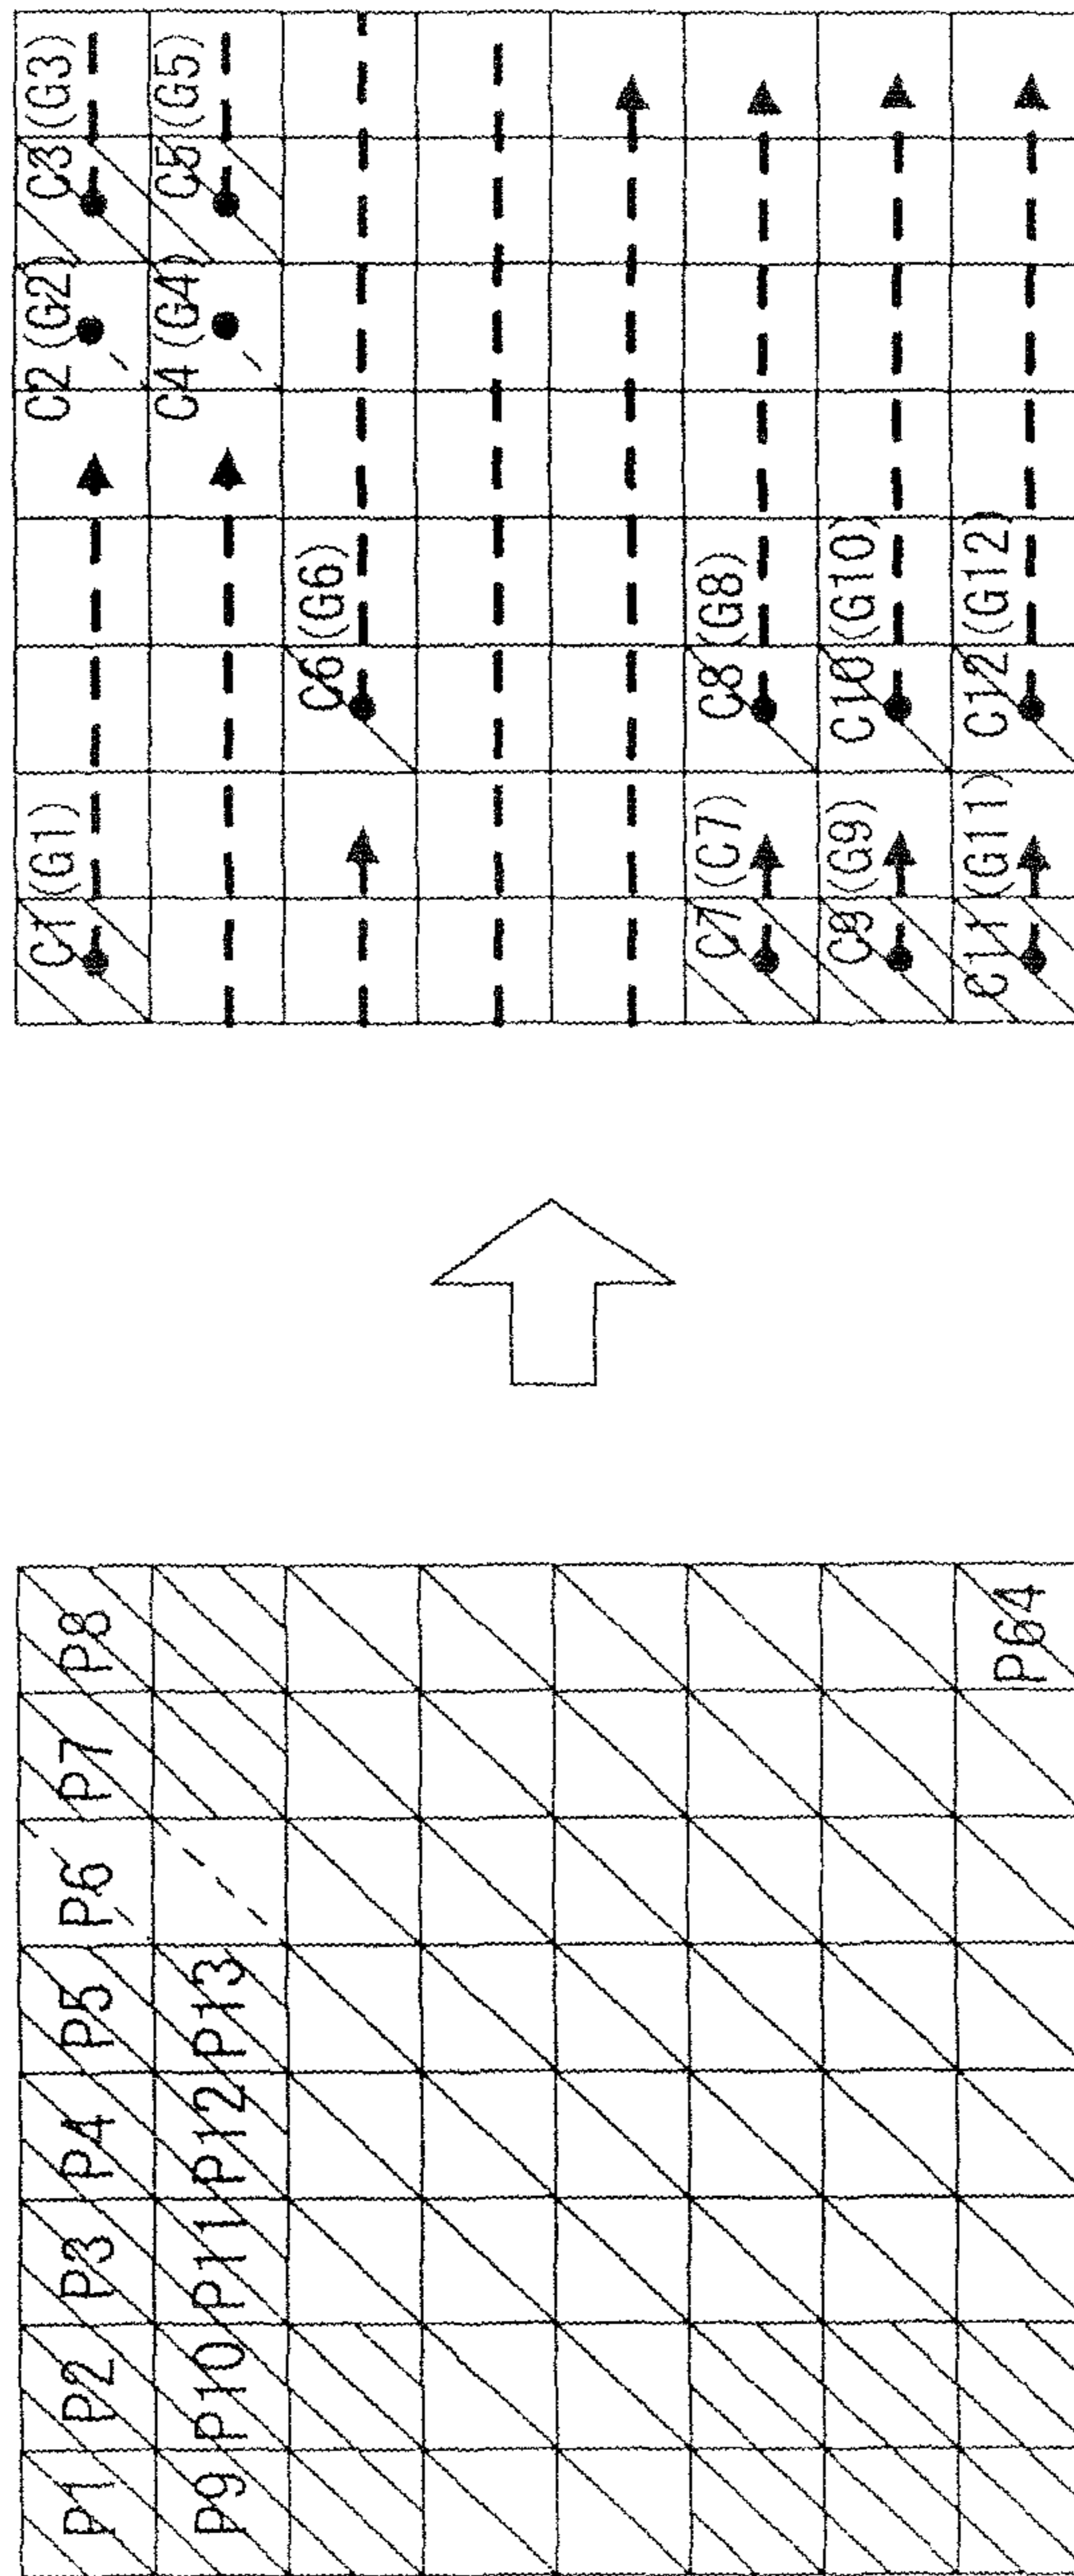 P1 P2 P3 P4 P5 P6 P7 P8
P9 P10 P11 P12 P13
P64
C1(G1) C2(G2) C3(G3)
C4(G4) C5(G5)
C6(G6)
C7(C7) C8(G8)
C9(G9) C10(G10)
C11(G11) C12(G12)